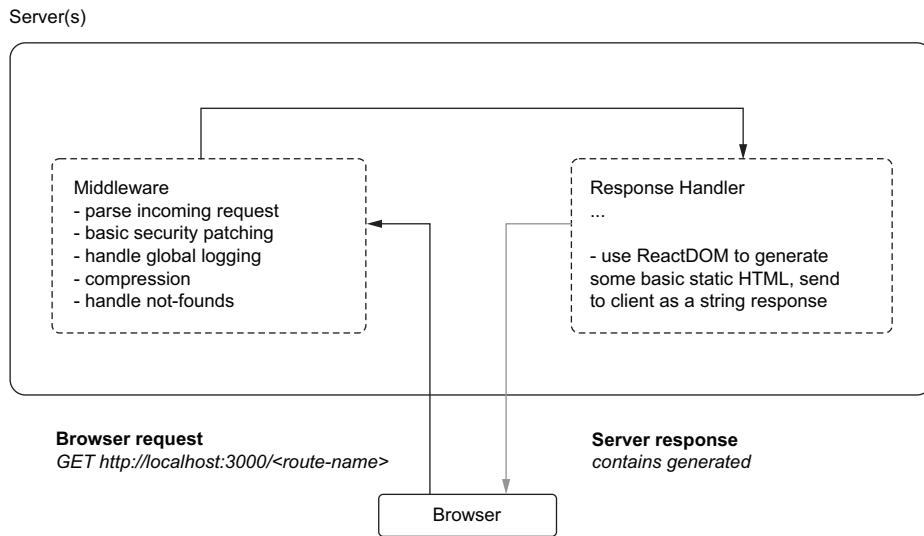 Server(s)
Middleware
- parse incoming request
- basic security patching
- handle global logging
- compression
- handle not-founds
Response Handler
...
- use ReactDOM to generate
some basic static HTML, send
to client as a string response
Browser request
GET http://localhost:3000/<route-name>
Server response
contains generated
Browser